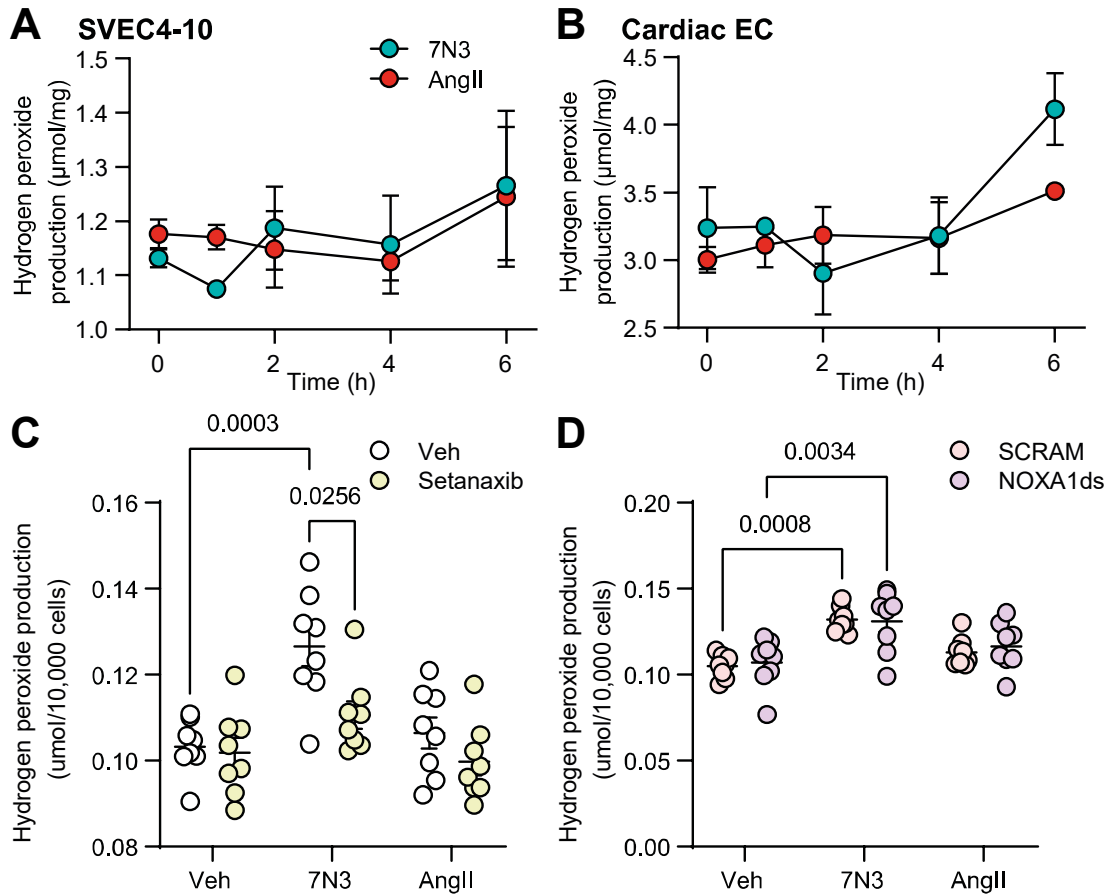 A SVEC4-10
Hydrogen peroxide
production (µmol/mg)
1.5
1.4
1.3
1.2
1.1
1.0
7N3
AngII
0 2 4 6
Time (h)
B Cardiac EC
Hydrogen peroxide
production (µmol/mg)
4.5
4.0
3.5
3.0
2.5
0 2 4 6
Time (h)
C
0.0003
Veh
Setanaxib
0.0256
Hydrogen peroxide production
(umol/10,000 cells)
0.16
0.14
0.12
0.10
0.08
Veh 7N3 AngII
D
0.0034
SCRAM
NOXA1ds
0.0008
Hydrogen peroxide production
(umol/10,000 cells)
0.20
0.15
0.10
0.05
0.00
Veh 7N3 AngII